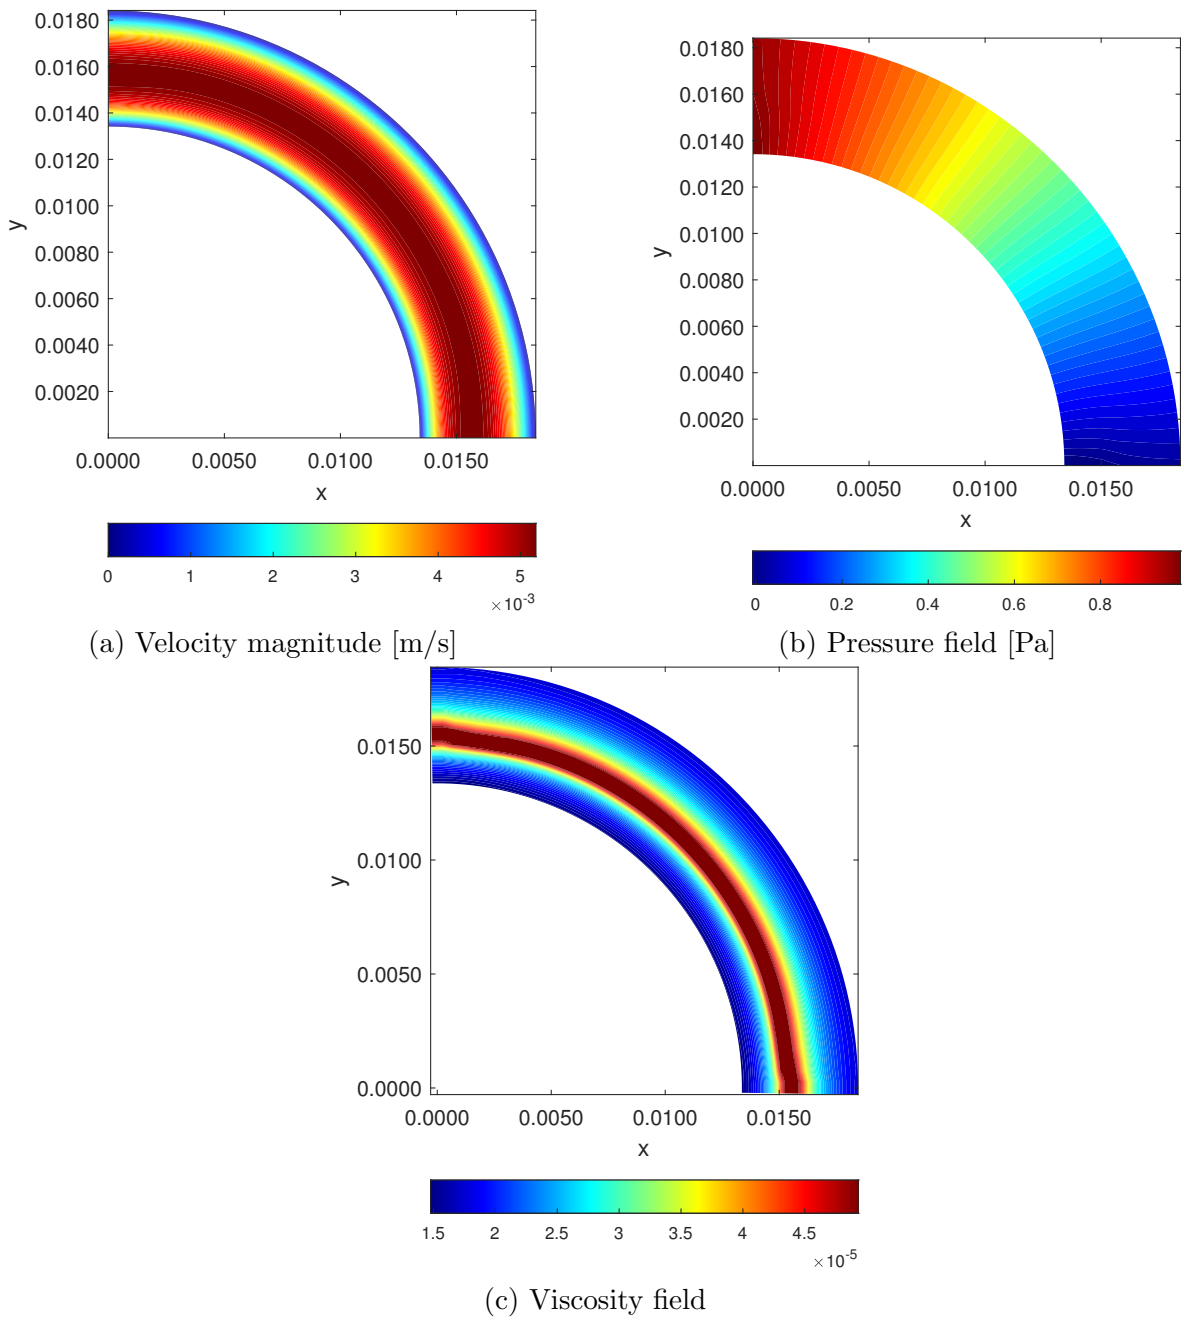 0.0180
0.0160
0.0140
0.0120
0.0100
0.0080
0.0060
0.0040
0.0020
y
0.0000 0.0050 0.0100 0.0150
x
0 1 2 3 4 5
×10-3
(a) Velocity magnitude [m/s]
0.0180
0.0160
0.0140
0.0120
0.0100
0.0080
0.0060
0.0040
0.0020
y
0.0000 0.0050 0.0100 0.0150
x
0 0.2 0.4 0.6 0.8
(b) Pressure field [Pa]
0.0150
0.0100
0.0050
0.0000
y
0.0000 0.0050 0.0100 0.0150
x
1.5 2 2.5 3 3.5 4 4.5
×10-5
(c) Viscosity field